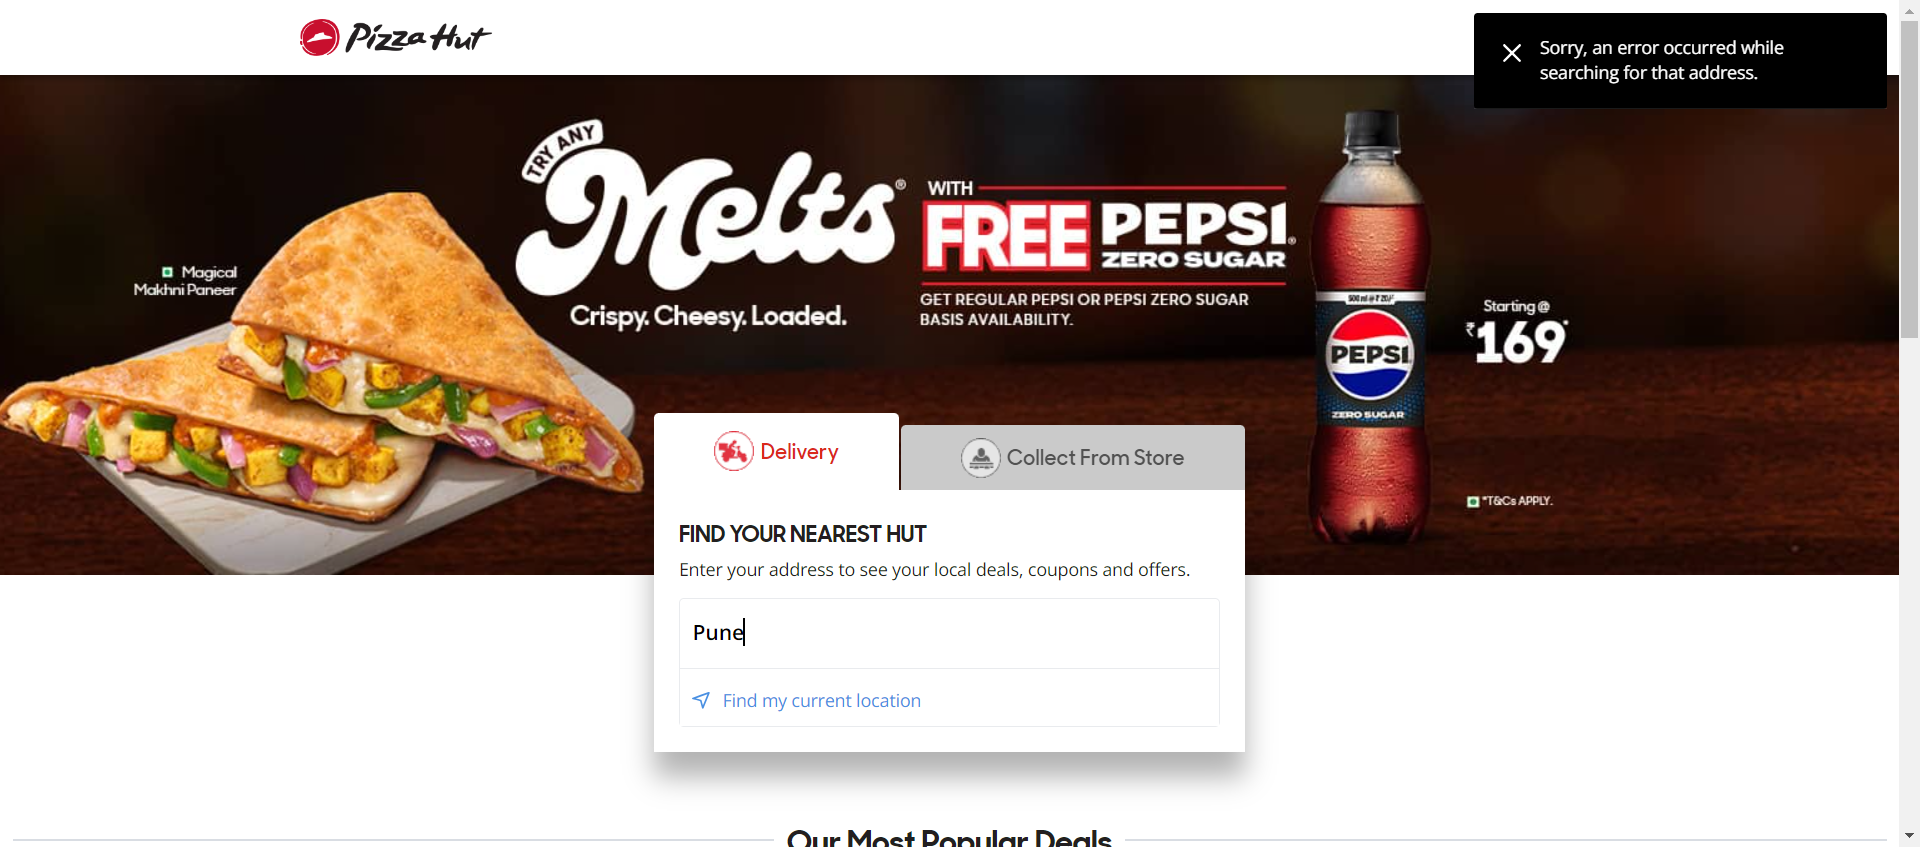 Pizza Hut
Sorry, an error occurred while
searching for that address.
TRY ANY
Melts®
Crispy. Cheesy. Loaded.
WITH
FREE PEPSI®
ZERO SUGAR
GET REGULAR PEPSI OR PEPSI ZERO SUGAR
BASIS AVAILABILITY.
Magical
Makhni Paneer
500 ml @ ₹ 20/-
PEPSI
ZERO SUGAR
Starting @
₹169*
*T&Cs APPLY.
Delivery
Collect From Store
FIND YOUR NEAREST HUT
Enter your address to see your local deals, coupons and offers.
Pune
Find my current location
Our Most Popular Deals